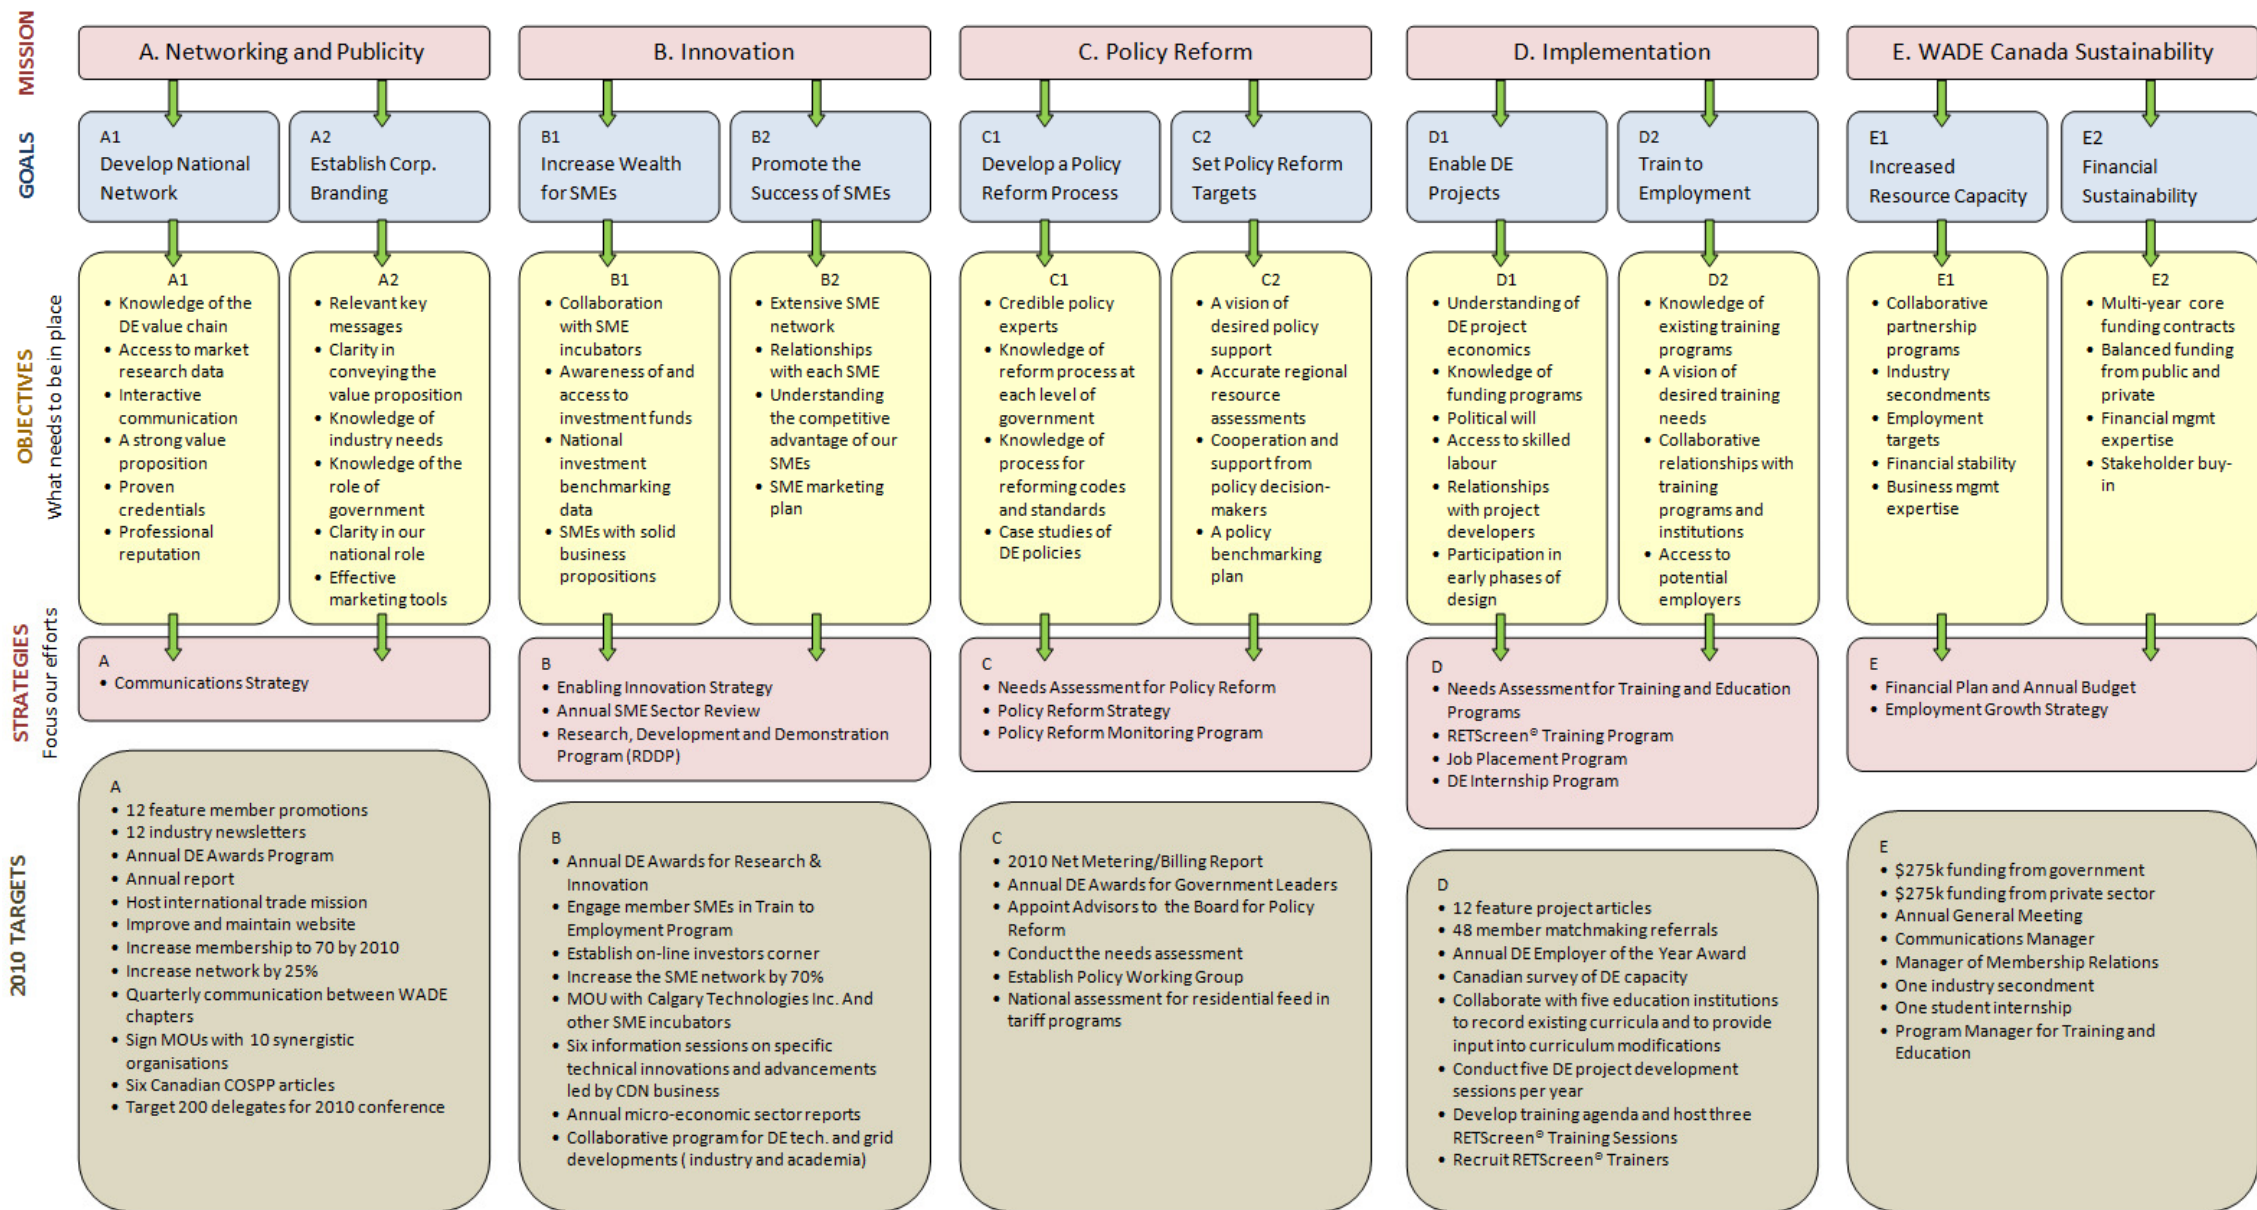 MISSION
A. Networking and Publicity
B. Innovation
C. Policy Reform
D. Implementation
E. WADE Canada Sustainability
GOALS
A1
Develop National
Network
A2
Establish Corp.
Branding
B1
Increase Wealth
for SMEs
B2
Promote the
Success of SMEs
C1
Develop a Policy
Reform Process
C2
Set Policy Reform
Targets
D1
Enable DE
Projects
D2
Train to
Employment
E1
Increased
Resource Capacity
E2
Financial
Sustainability
OBJECTIVES
What needs to be in place
A1
• Knowledge of the
DE value chain
• Access to market
research data
• Interactive
communication
• A strong value
proposition
• Proven
credentials
• Professional
reputation
A2
• Relevant key
messages
• Clarity in
conveying the
value proposition
• Knowledge of
industry needs
• Knowledge of the
role of
government
• Clarity in our
national role
• Effective
marketing tools
B1
• Collaboration
with SME
incubators
• Awareness of and
access to
investment funds
• National
investment
benchmarking
data
• SMEs with solid
business
propositions
B2
• Extensive SME
network
• Relationships
with each SME
• Understanding
the competitive
advantage of our
SMEs
• SME marketing
plan
C1
• Credible policy
experts
• Knowledge of
reform process at
each level of
government
• Knowledge of
process for
reforming codes
and standards
• Case studies of
DE policies
C2
• A vision of
desired policy
support
• Accurate regional
resource
assessments
• Cooperation and
support from
policy decision-
makers
• A policy
benchmarking
plan
D1
• Understanding of
DE project
economics
• Knowledge of
funding programs
• Political will
• Access to skilled
labour
• Relationships
with project
developers
• Participation in
early phases of
design
D2
• Knowledge of
existing training
programs
• A vision of
desired training
needs
• Collaborative
relationships with
training
programs and
institutions
• Access to
potential
employers
E1
• Collaborative
partnership
programs
• Industry
secondments
• Employment
targets
• Financial stability
• Business mgmt
expertise
E2
• Multi-year core
funding contracts
• Balanced funding
from public and
private
• Financial mgmt
expertise
• Stakeholder buy-
in
STRATEGIES
Focus our efforts
A
• Communications Strategy
B
• Enabling Innovation Strategy
• Annual SME Sector Review
• Research, Development and Demonstration
Program (RDDP)
C
• Needs Assessment for Policy Reform
• Policy Reform Strategy
• Policy Reform Monitoring Program
D
• Needs Assessment for Training and Education
Programs
• RETScreen® Training Program
• Job Placement Program
• DE Internship Program
E
• Financial Plan and Annual Budget
• Employment Growth Strategy
2010 TARGETS
A
• 12 feature member promotions
• 12 industry newsletters
• Annual DE Awards Program
• Annual report
• Host international trade mission
• Improve and maintain website
• Increase membership to 70 by 2010
• Increase network by 25%
• Quarterly communication between WADE
chapters
• Sign MOUs with 10 synergistic
organisations
• Six Canadian COSPP articles
• Target 200 delegates for 2010 conference
B
• Annual DE Awards for Research &
Innovation
• Engage member SMEs in Train to
Employment Program
• Establish on-line investors corner
• Increase the SME network by 70%
• MOU with Calgary Technologies Inc. And
other SME incubators
• Six information sessions on specific
technical innovations and advancements
led by CDN business
• Annual micro-economic sector reports
• Collaborative program for DE tech. and grid
developments ( industry and academia)
C
• 2010 Net Metering/Billing Report
• Annual DE Awards for Government Leaders
• Appoint Advisors to the Board for Policy
Reform
• Conduct the needs assessment
• Establish Policy Working Group
• National assessment for residential feed in
tariff programs
D
• 12 feature project articles
• 48 member matchmaking referrals
• Annual DE Employer of the Year Award
• Canadian survey of DE capacity
• Collaborate with five education institutions
to record existing curricula and to provide
input into curriculum modifications
• Conduct five DE project development
sessions per year
• Develop training agenda and host three
RETScreen® Training Sessions
• Recruit RETScreen® Trainers
E
• $275k funding from government
• $275k funding from private sector
• Annual General Meeting
• Communications Manager
• Manager of Membership Relations
• One industry secondment
• One student internship
• Program Manager for Training and
Education